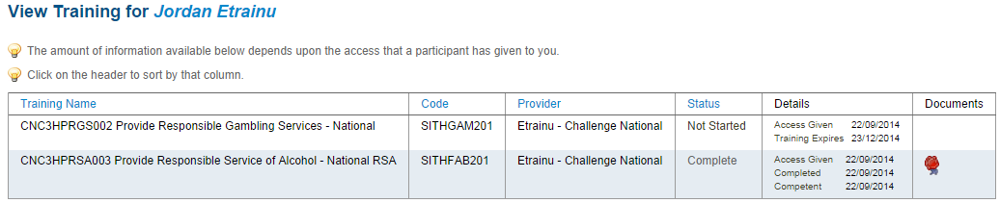 View Training for Jordan Etrainu
The amount of information available below depends upon the access that a participant has given to you.
Click on the header to sort by that column.
Training Name Code Provider Status Details Documents
CNC3HPRGS002 Provide Responsible Gambling Services - National SITHGAM201 Etrainu - Challenge National Not Started Access Given 22/09/2014
Training Expires 23/12/2014
CNC3HPRSA003 Provide Responsible Service of Alcohol - National RSA SITHFAB201 Etrainu - Challenge National Complete Access Given 22/09/2014
Completed 22/09/2014
Competent 22/09/2014